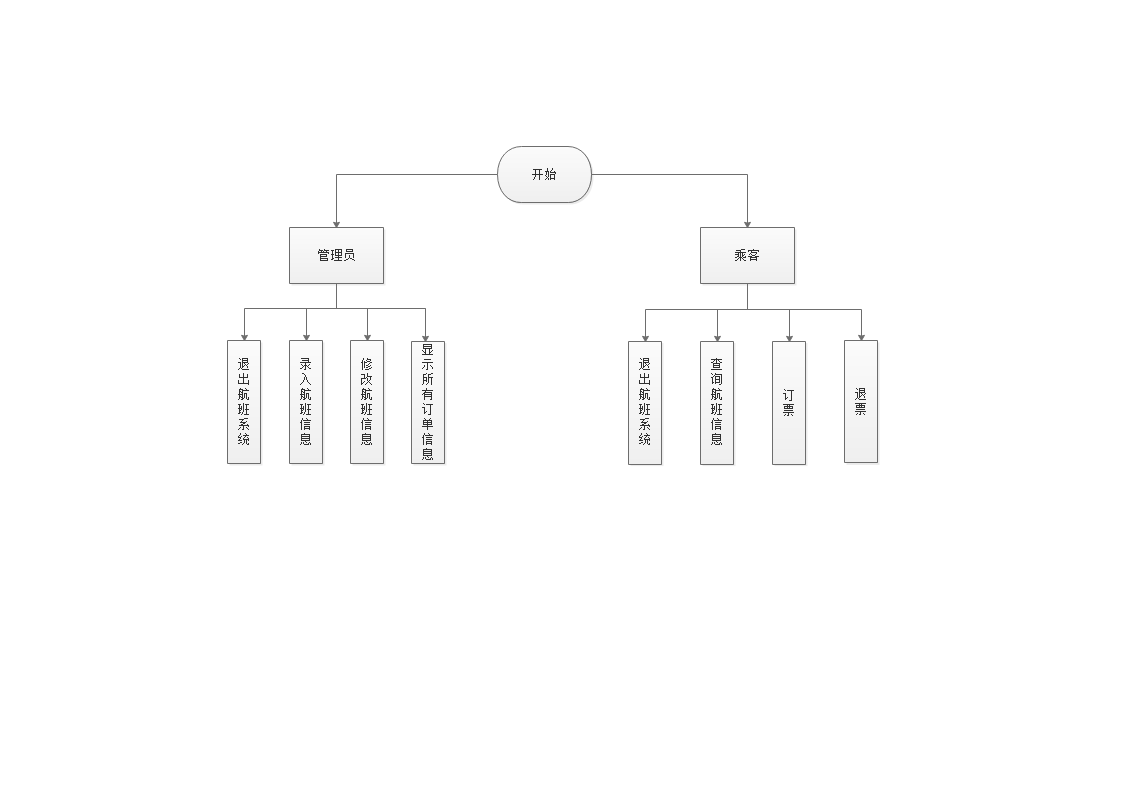 开始
管理员
乘客
退出航班系统
录入航班信息
修改航班信息
显示所有订单信息
退出航班系统
查询航班信息
订票
退票